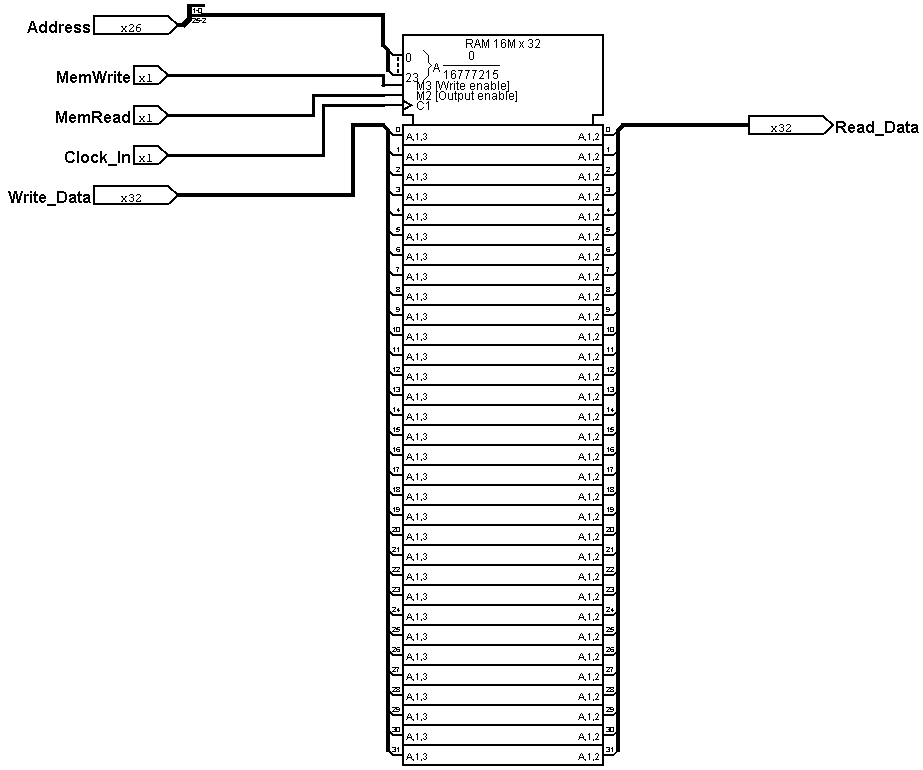 1-0
Address x26
25-2
RAM 16M x 32
0
0
A
16777215
23
MemWrite x1
M3 [Write enable]
M2 [Output enable]
MemRead x1
C1
Clock_In x1
Write_Data x32
x32 Read_Data
0 A,1,3 A,1,2 0
1 A,1,3 A,1,2 1
2 A,1,3 A,1,2 2
3 A,1,3 A,1,2 3
4 A,1,3 A,1,2 4
5 A,1,3 A,1,2 5
6 A,1,3 A,1,2 6
7 A,1,3 A,1,2 7
8 A,1,3 A,1,2 8
9 A,1,3 A,1,2 9
10 A,1,3 A,1,2 10
11 A,1,3 A,1,2 11
12 A,1,3 A,1,2 12
13 A,1,3 A,1,2 13
14 A,1,3 A,1,2 14
15 A,1,3 A,1,2 15
16 A,1,3 A,1,2 16
17 A,1,3 A,1,2 17
18 A,1,3 A,1,2 18
19 A,1,3 A,1,2 19
20 A,1,3 A,1,2 20
21 A,1,3 A,1,2 21
22 A,1,3 A,1,2 22
23 A,1,3 A,1,2 23
24 A,1,3 A,1,2 24
25 A,1,3 A,1,2 25
26 A,1,3 A,1,2 26
27 A,1,3 A,1,2 27
28 A,1,3 A,1,2 28
29 A,1,3 A,1,2 29
30 A,1,3 A,1,2 30
31 A,1,3 A,1,2 31